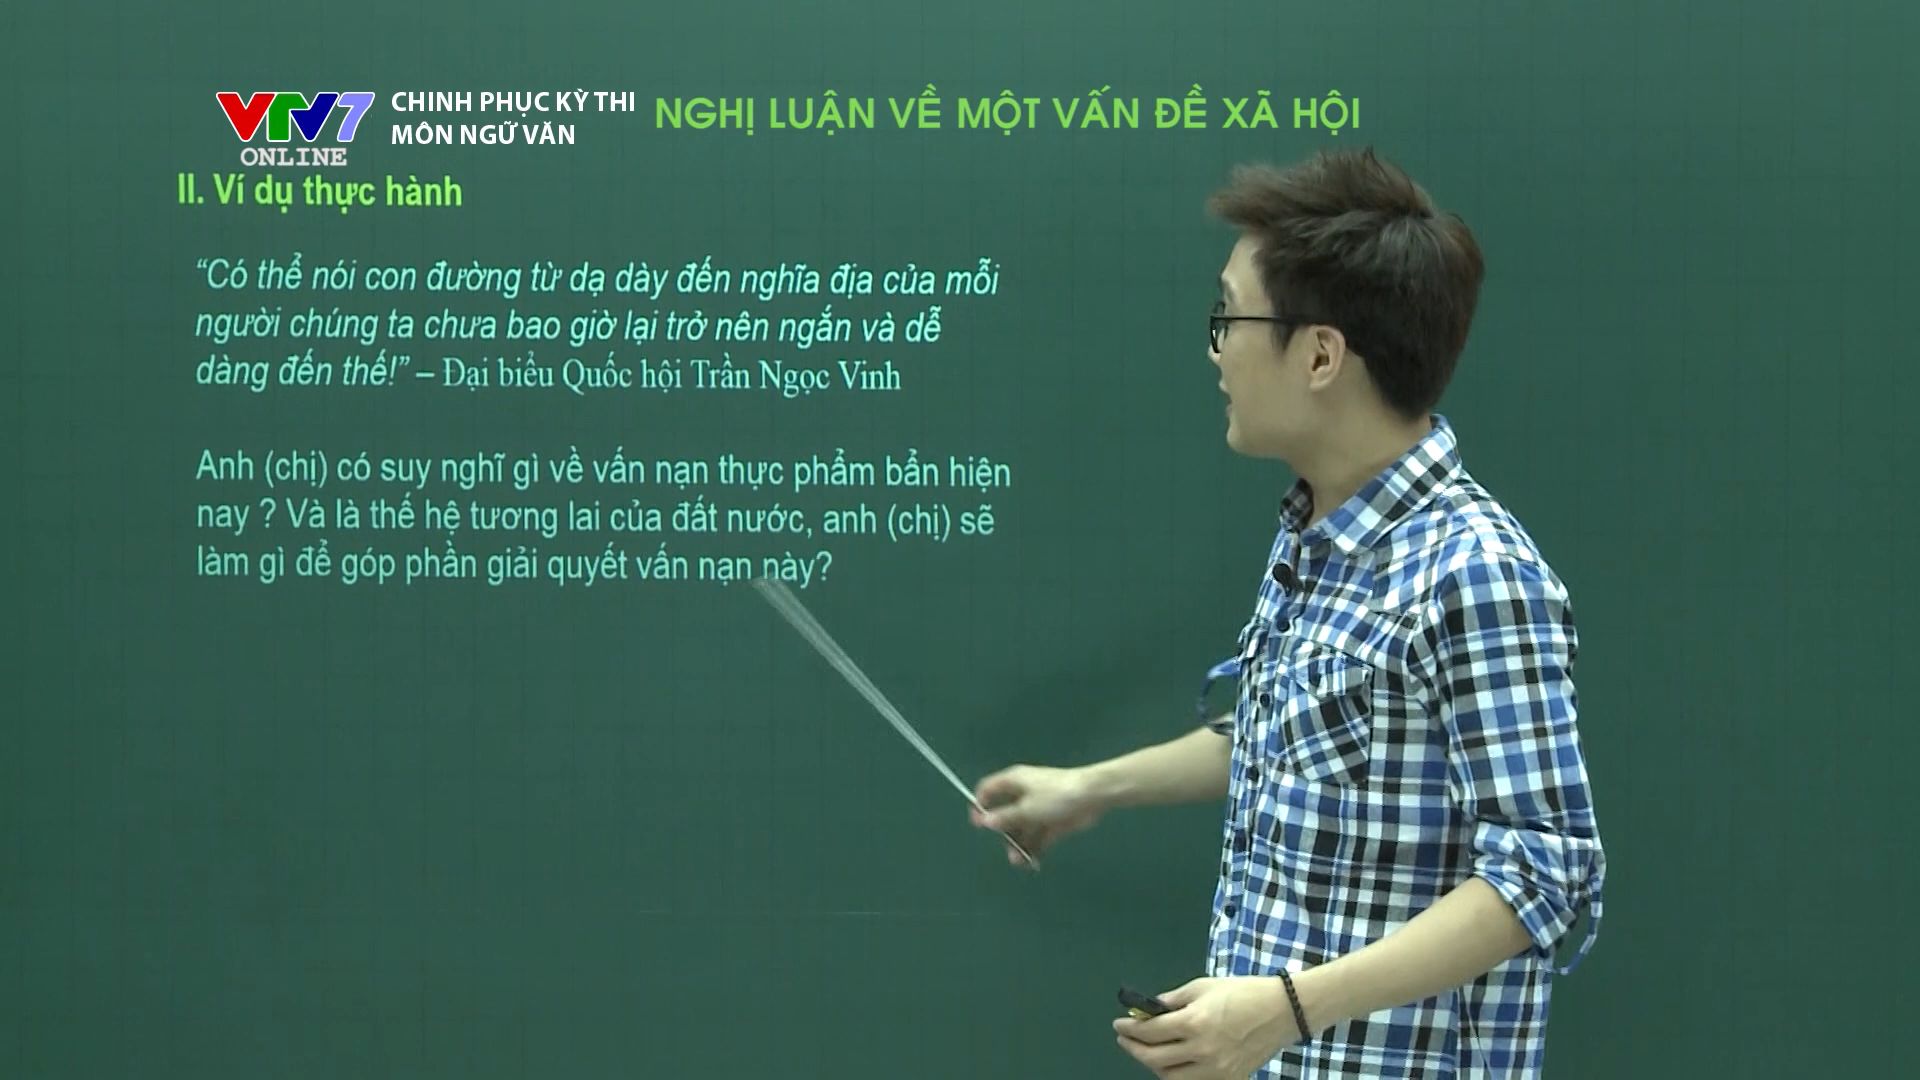 VTV7
ONLINE
CHINH PHỤC KỲ THI
MÔN NGỮ VĂN
NGHỊ LUẬN VỀ MỘT VẤN ĐỀ XÃ HỘI
II. Ví dụ thực hành
“Có thể nói con đường từ dạ dày đến nghĩa địa của mỗi
người chúng ta chưa bao giờ lại trở nên ngắn và dễ
dàng đến thế!” – Đại biểu Quốc hội Trần Ngọc Vinh
Anh (chị) có suy nghĩ gì về vấn nạn thực phẩm bẩn hiện
nay ? Và là thế hệ tương lai của đất nước, anh (chị) sẽ
làm gì để góp phần giải quyết vấn nạn này?